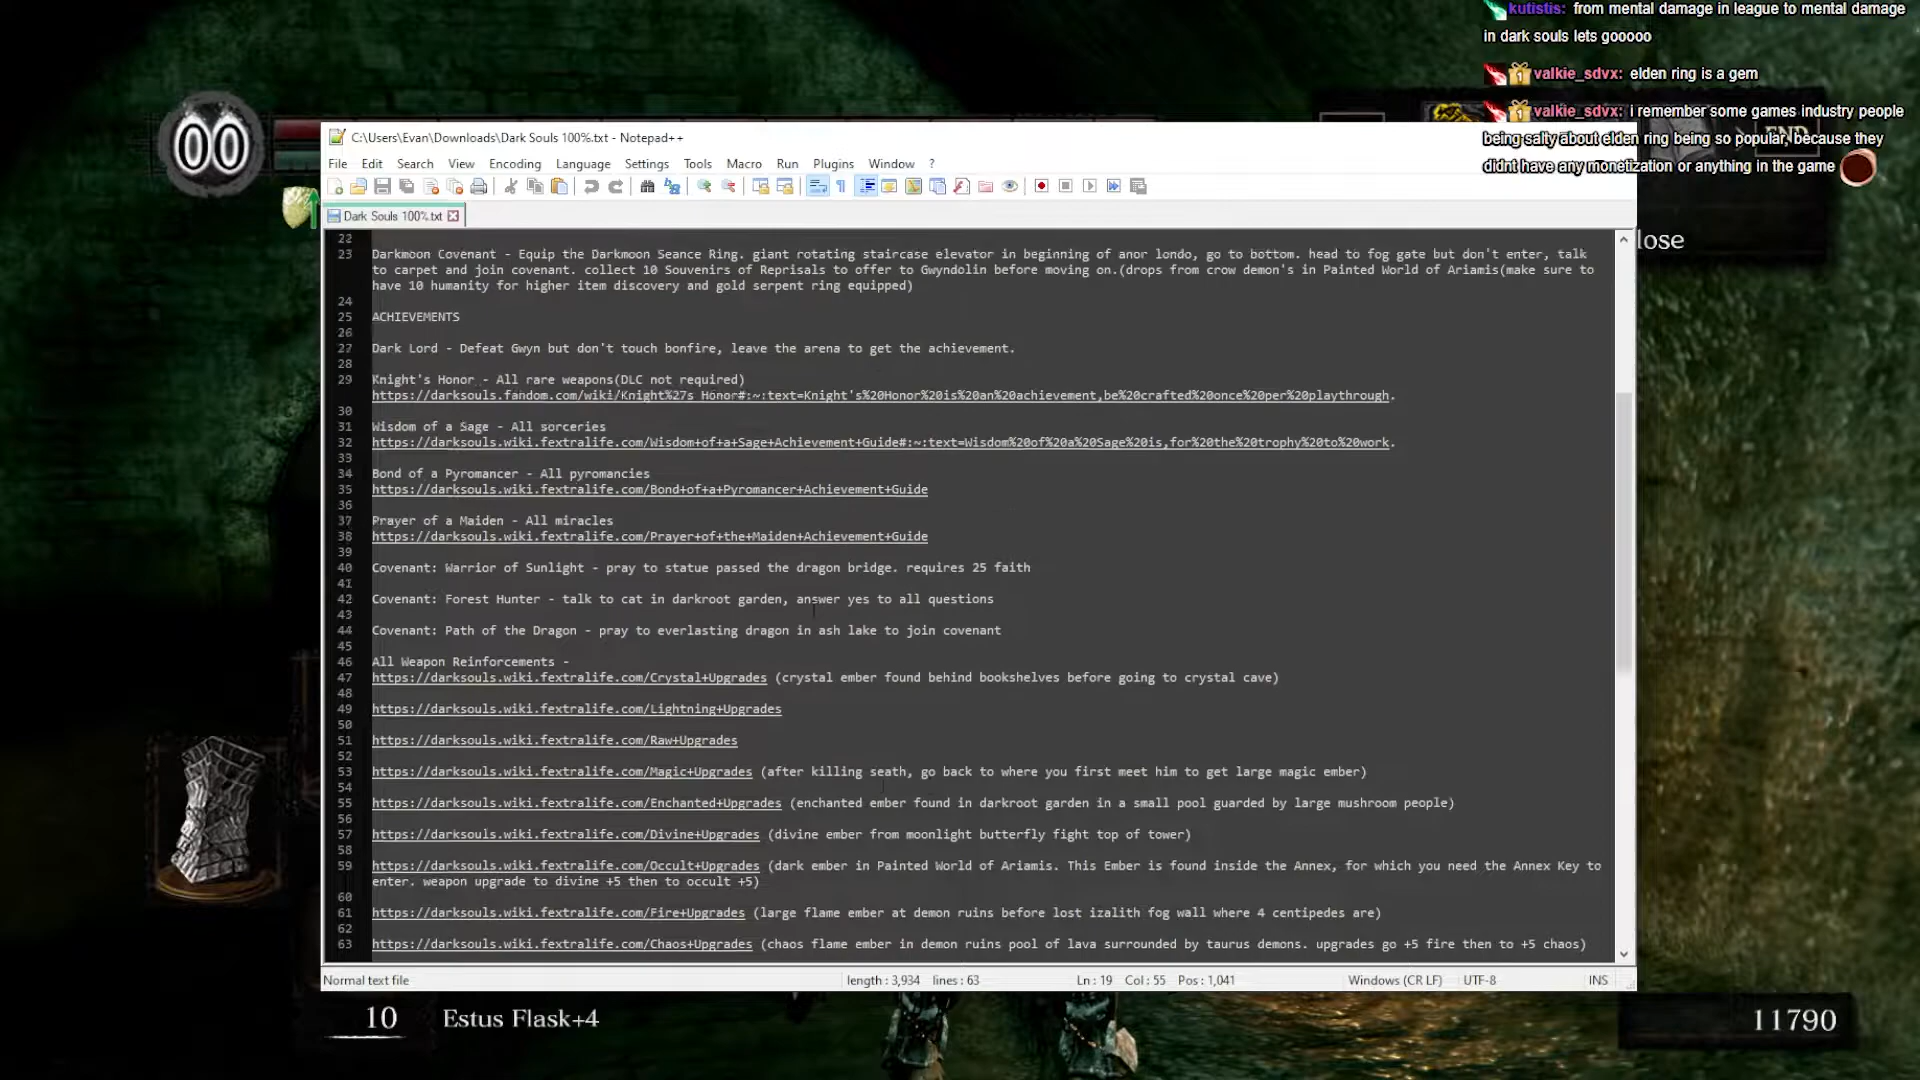 kutistis: from mental damage in league to mental damage
in dark souls lets gooooo
valkie_sdvx: elden ring is a gem
valkie_sdvx: i remember some games industry people
being salty about elden ring being so popular, because they
didnt have any monetization or anything in the game
00
END
lose
C:\Users\Evan\Downloads\Dark Souls 100%.txt - Notepad++
File Edit Search View Encoding Language Settings Tools Macro Run Plugins Window ?
Dark Souls 100%.txt
22
23 Darkmoon Covenant - Equip the Darkmoon Seance Ring. giant rotating staircase elevator in beginning of anor londo, go to bottom. head to fog gate but don't enter, talk
to carpet and join covenant. collect 10 Souvenirs of Reprisals to offer to Gwyndolin before moving on.(drops from crow demon's in Painted World of Ariamis(make sure to
have 10 humanity for higher item discovery and gold serpent ring equipped)
24
25 ACHIEVEMENTS
26
27 Dark Lord - Defeat Gwyn but don't touch bonfire, leave the arena to get the achievement.
28
29 Knight's Honor - All rare weapons(DLC not required)
https://darksouls.fandom.com/wiki/Knight%27s_Honor#:~:text=Knight's%20Honor%20is%20an%20achievement,be%20crafted%20once%20per%20playthrough.
30
31 Wisdom of a Sage - All sorceries
32 https://darksouls.wiki.fextralife.com/Wisdom+of+a+Sage+Achievement+Guide#:~:text=Wisdom%20of%20a%20Sage%20is,for%20the%20trophy%20to%20work.
33
34 Bond of a Pyromancer - All pyromancies
35 https://darksouls.wiki.fextralife.com/Bond+of+a+Pyromancer+Achievement+Guide
36
37 Prayer of a Maiden - All miracles
38 https://darksouls.wiki.fextralife.com/Prayer+of+the+Maiden+Achievement+Guide
39
40 Covenant: Warrior of Sunlight - pray to statue passed the dragon bridge. requires 25 faith
41
42 Covenant: Forest Hunter - talk to cat in darkroot garden, answer yes to all questions
43
44 Covenant: Path of the Dragon - pray to everlasting dragon in ash lake to join covenant
45
46 All Weapon Reinforcements -
47 https://darksouls.wiki.fextralife.com/Crystal+Upgrades (crystal ember found behind bookshelves before going to crystal cave)
48
49 https://darksouls.wiki.fextralife.com/Lightning+Upgrades
50
51 https://darksouls.wiki.fextralife.com/Raw+Upgrades
52
53 https://darksouls.wiki.fextralife.com/Magic+Upgrades (after killing seath, go back to where you first meet him to get large magic ember)
54
55 https://darksouls.wiki.fextralife.com/Enchanted+Upgrades (enchanted ember found in darkroot garden in a small pool guarded by large mushroom people)
56
57 https://darksouls.wiki.fextralife.com/Divine+Upgrades (divine ember from moonlight butterfly fight top of tower)
58
59 https://darksouls.wiki.fextralife.com/Occult+Upgrades (dark ember in Painted World of Ariamis. This Ember is found inside the Annex, for which you need the Annex Key to
enter. weapon upgrade to divine +5 then to occult +5)
60
61 https://darksouls.wiki.fextralife.com/Fire+Upgrades (large flame ember at demon ruins before lost izalith fog wall where 4 centipedes are)
62
63 https://darksouls.wiki.fextralife.com/Chaos+Upgrades (chaos flame ember in demon ruins pool of lava surrounded by taurus demons. upgrades go +5 fire then to +5 chaos)
Normal text file length : 3,934 lines : 63 Ln : 19 Col : 55 Pos : 1,041 Windows (CR LF) UTF-8 INS
10 Estus Flask+4 11790